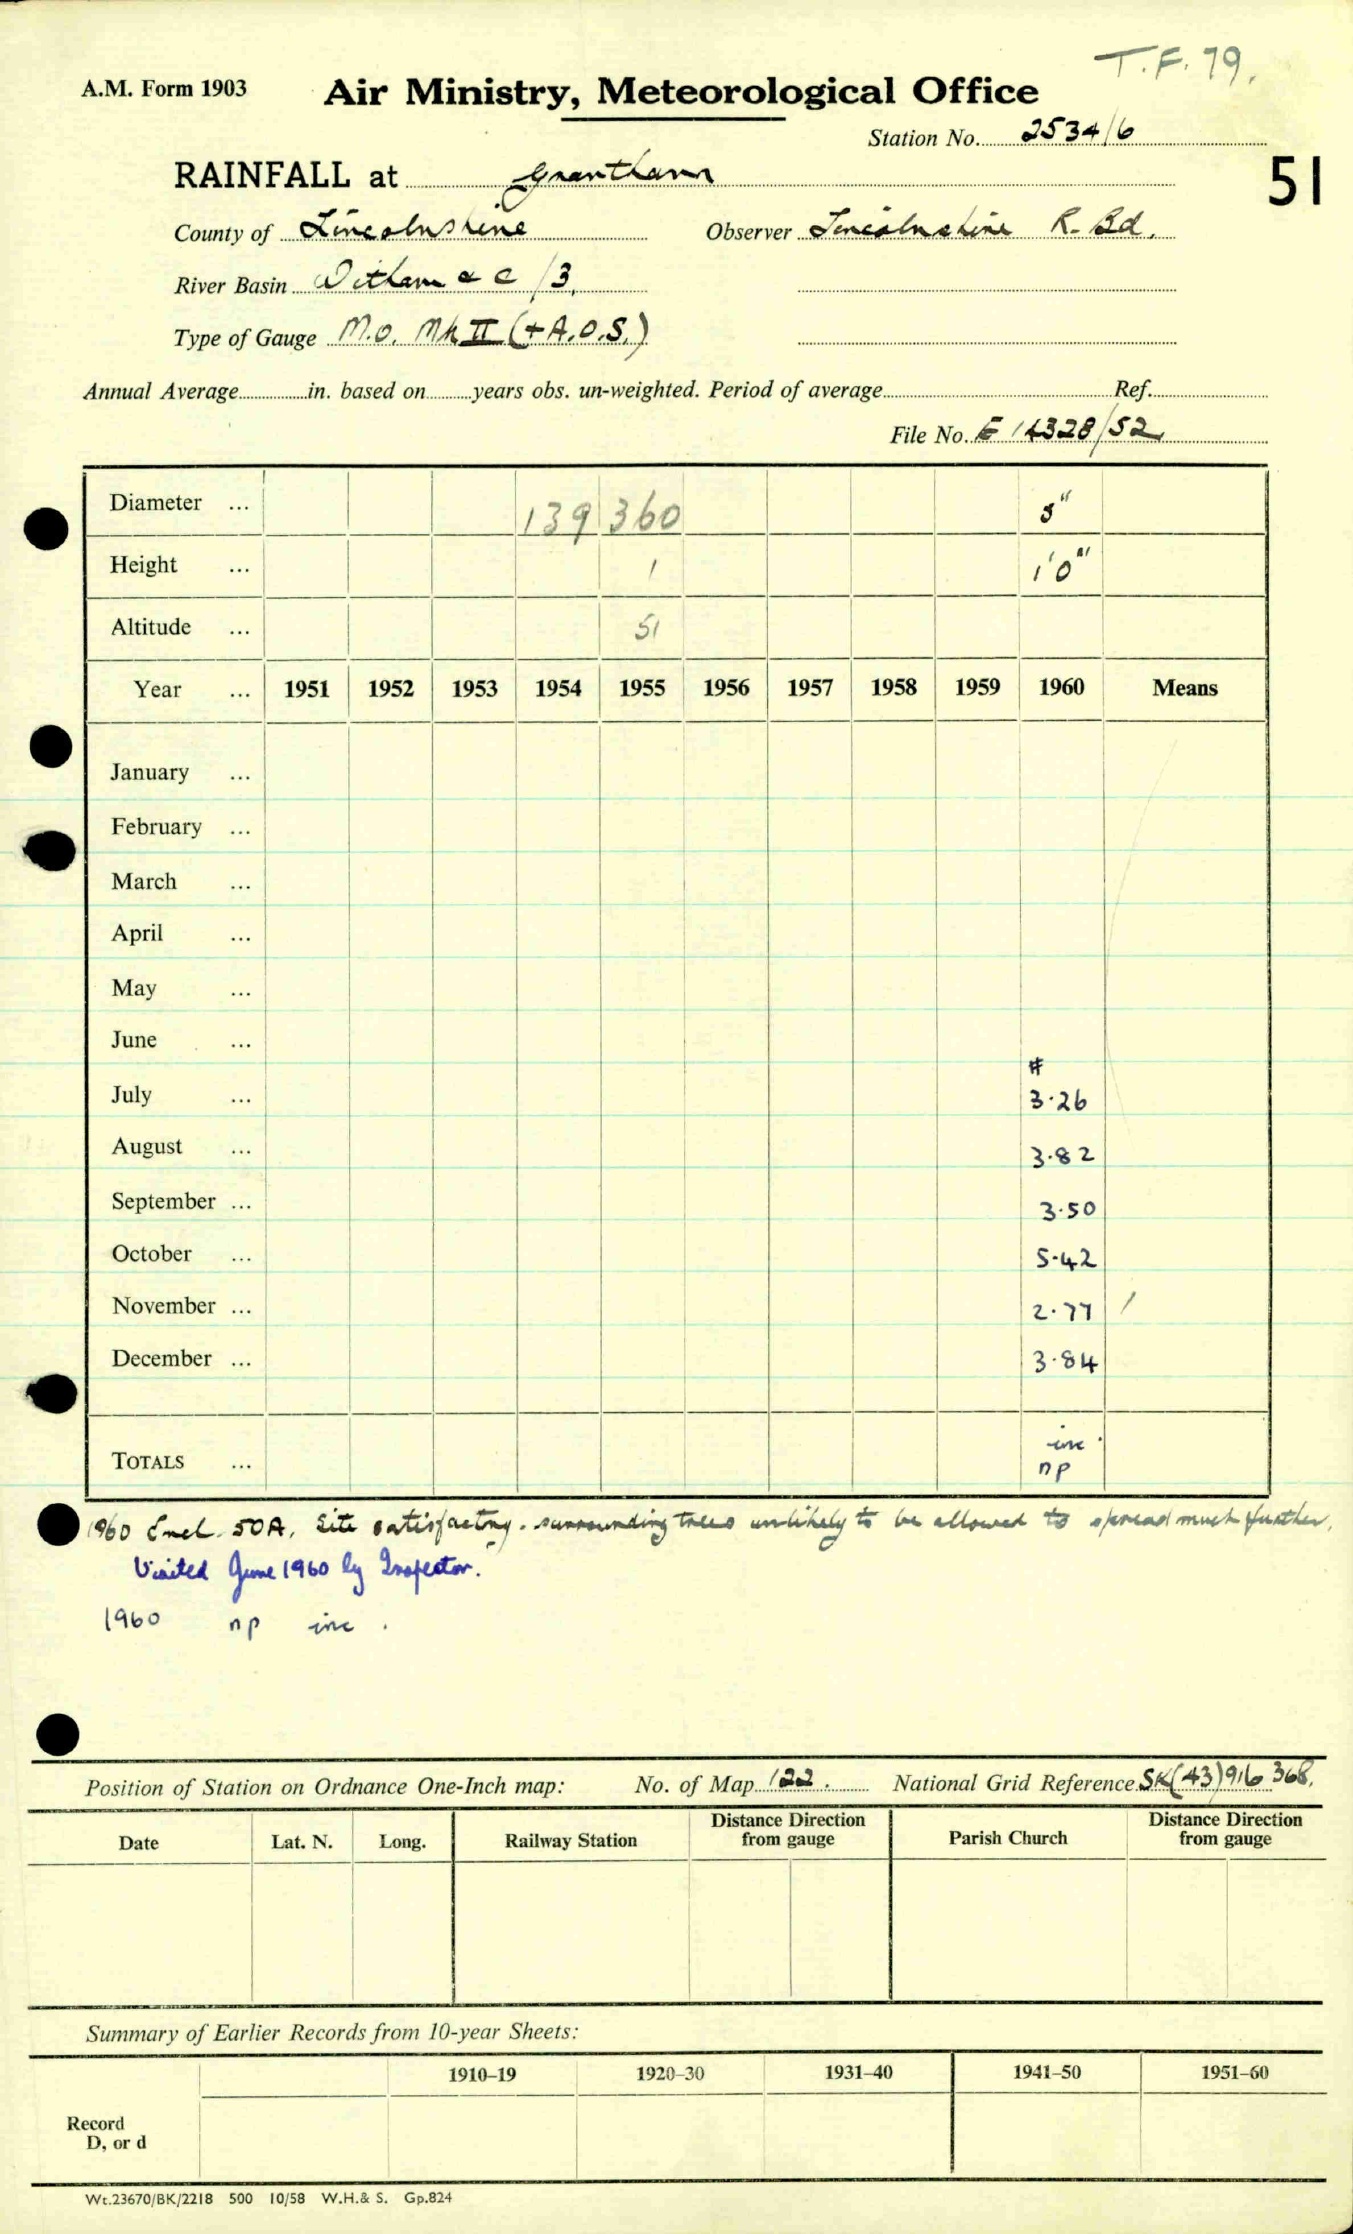 T.F. 79.
A.M. Form 1903
Air Ministry, Meteorological Office
Station No. 2534/6
RAINFALL at Grantham
51
County of Lincolnshire
Observer Lincolnshire R. Bd.
River Basin Witham & c /3.
Type of Gauge M.O. Mk II (+A.O.S.)
Annual Average in. based on years obs. un-weighted. Period of average Ref.
File No. E 14328/52
Diameter ... 139 360 5"
Height ... 1 1'0"
Altitude ... 51
Year ... 1951 1952 1953 1954 1955 1956 1957 1958 1959 1960 Means
January ...
February ...
March ...
April ...
May ...
June ...
#
July ... 3.26
August ... 3.82
September ... 3.50
October ... 5.42
November ... 2.77 /
December ... 3.84
inc.
TOTALS ... np
1960 Encl. 50A. Site satisfactory. surrounding trees unlikely to be allowed to spread much further.
Visited June 1960 by Inspector.
1960 np inc.
Position of Station on Ordnance One-Inch map: No. of Map 122. National Grid Reference SK(43)916 368.
Date Lat. N. Long. Railway Station Distance Direction from gauge Parish Church Distance Direction from gauge
Summary of Earlier Records from 10-year Sheets:
1910–19 1920–30 1931–40 1941–50 1951–60
Record
D, or d
Wt.23670/BK/2218 500 10/58 W.H.& S. Gp.824